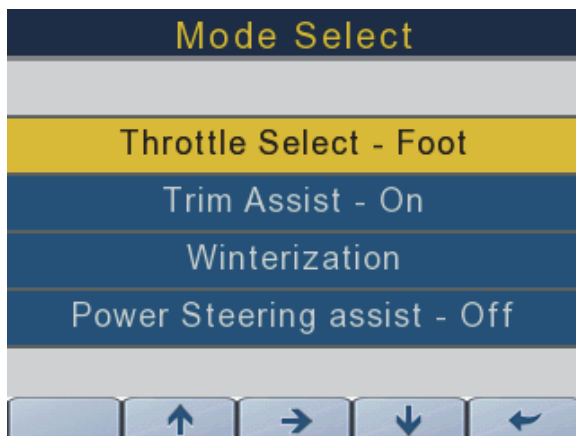 Mode Select
Throttle Select - Foot
Trim Assist - On
Winterization
Power Steering assist - Off